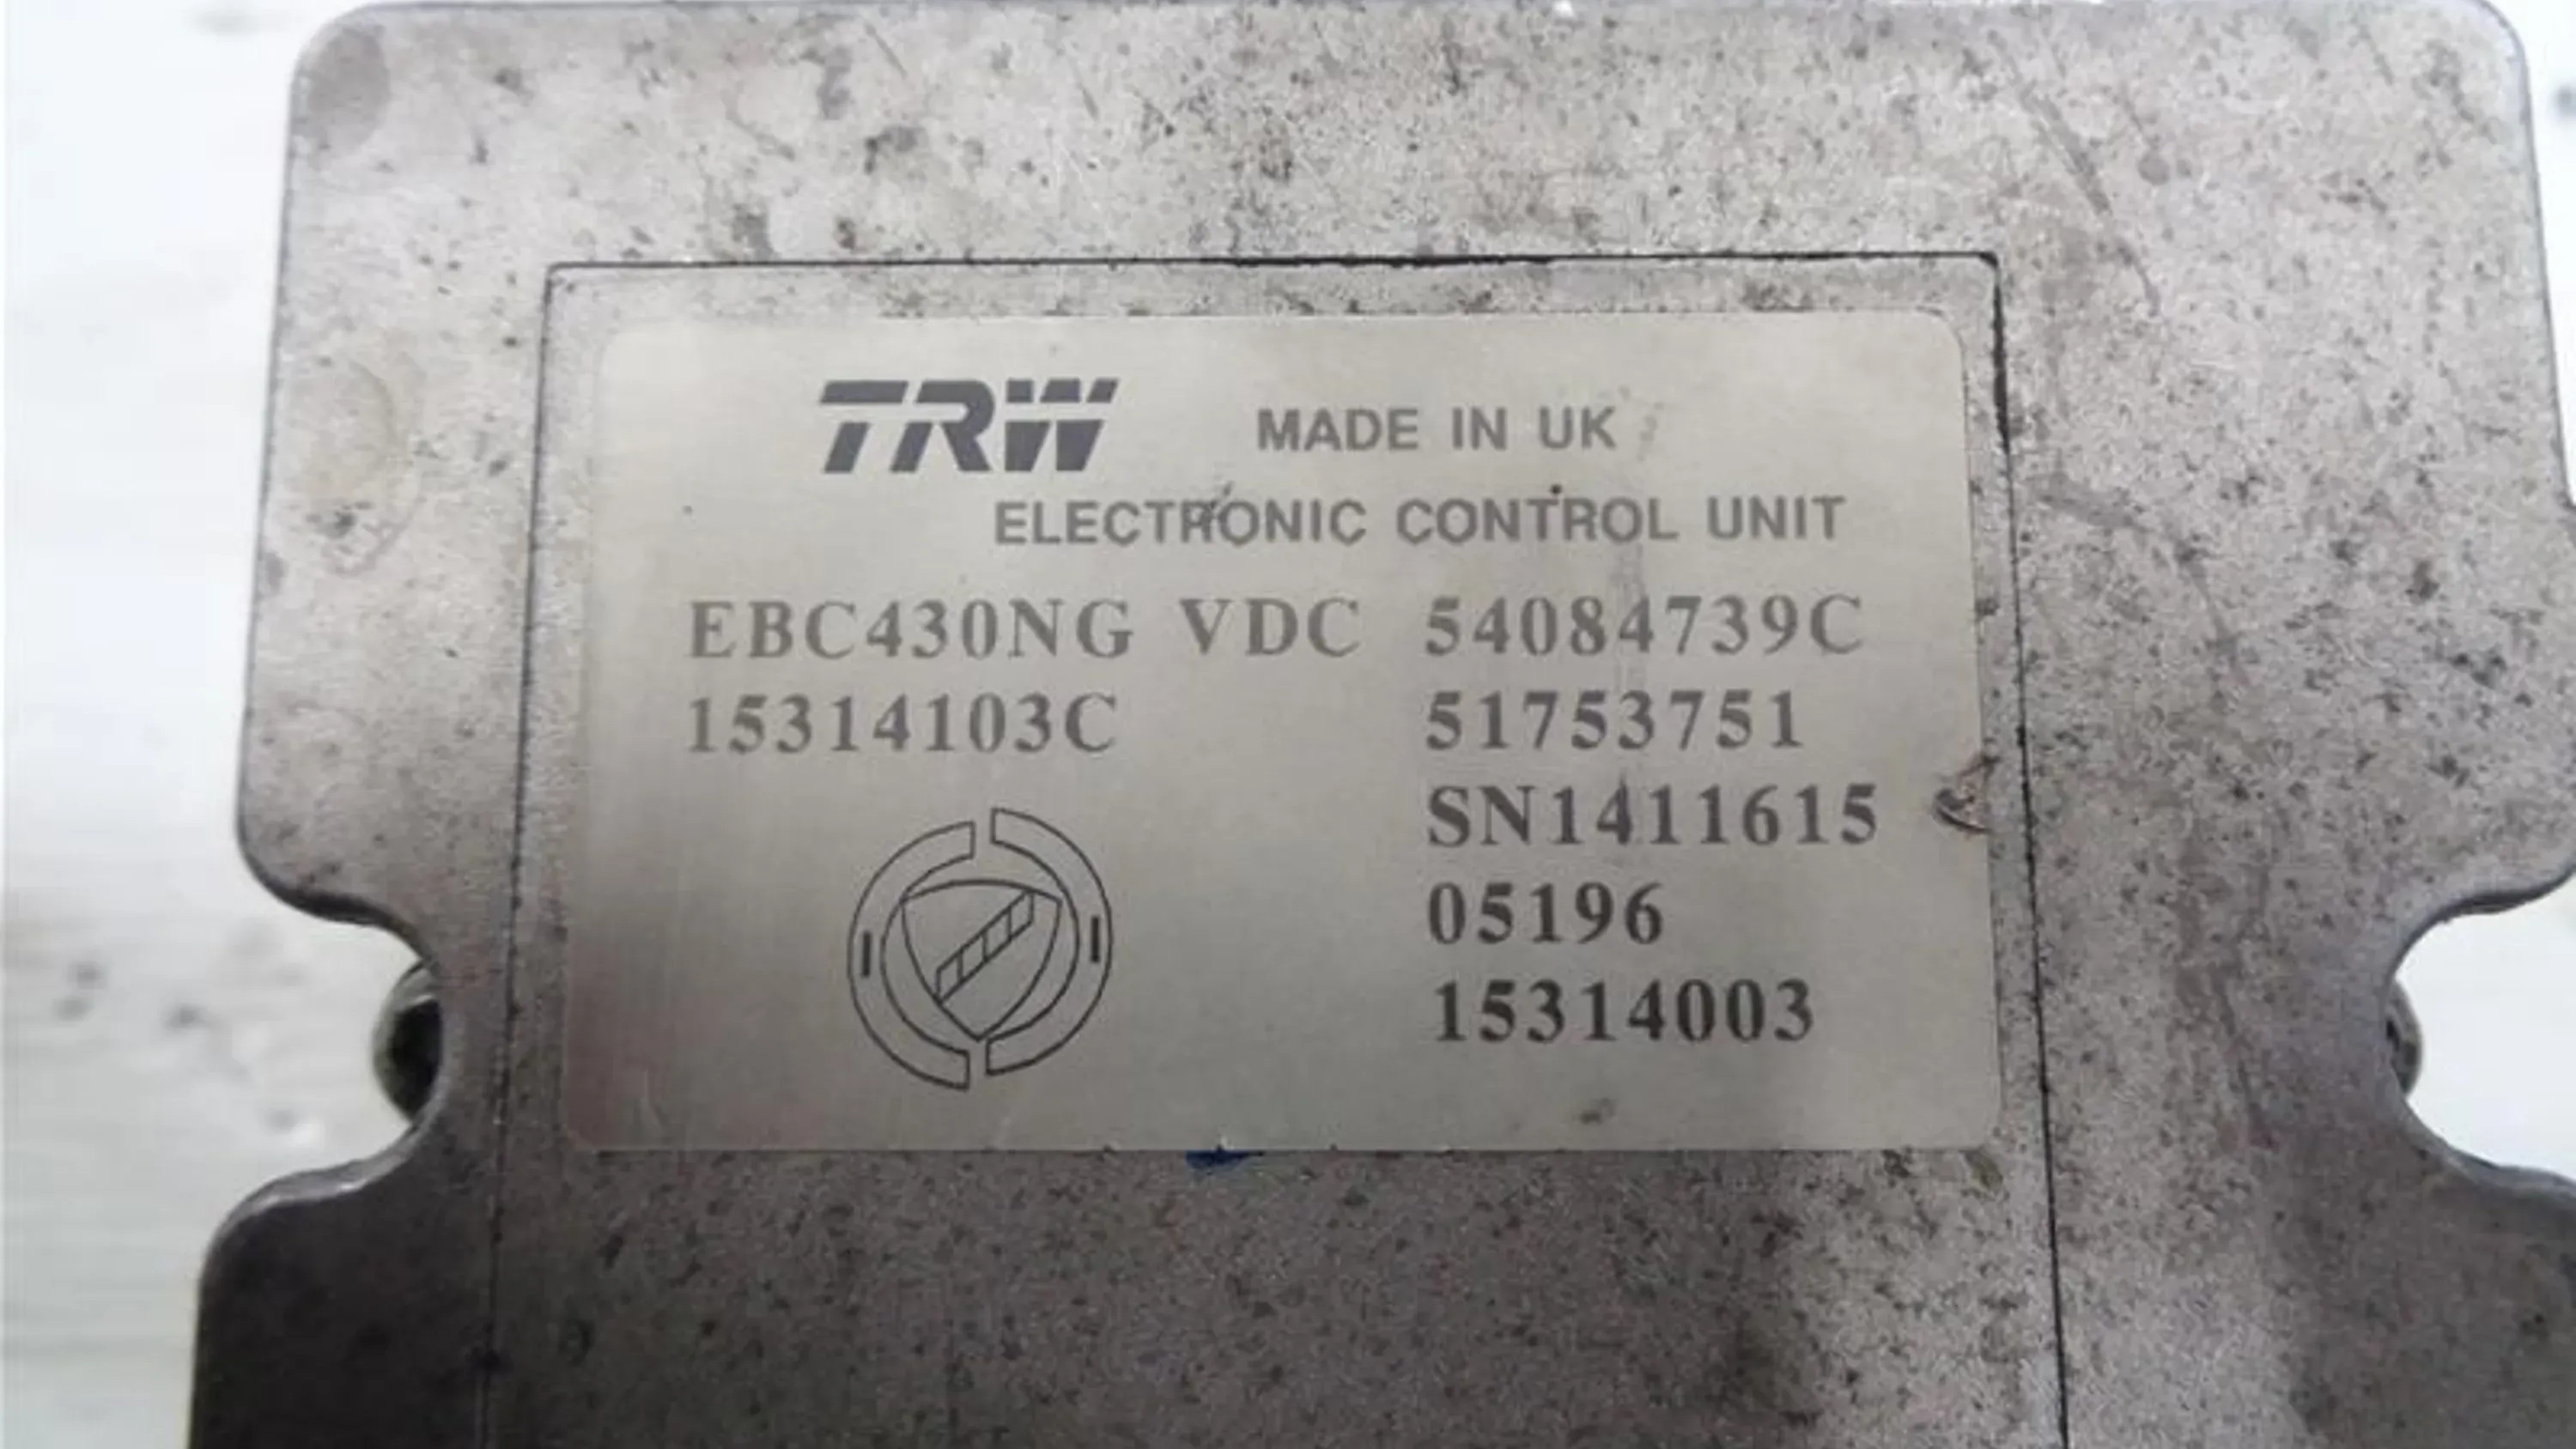 TRW MADE IN UK
ELECTRONIC CONTROL UNIT
EBC430NG VDC 54084739C
15314103C 51753751
SN1411615
05196
15314003